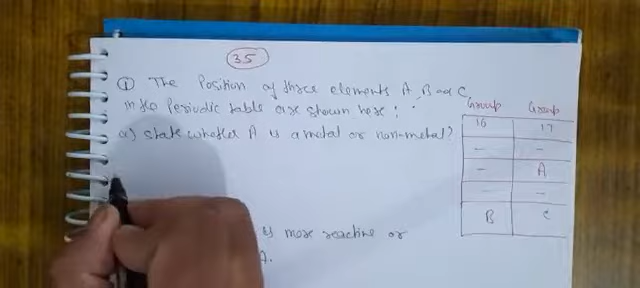 35
① The Position of three elements A, B and C
in the Periodic table are shown here:
a) state whether A is a metal or non-metal?
is more reactive or
A.
Group Group
16 17
- -
- A
- -
B C